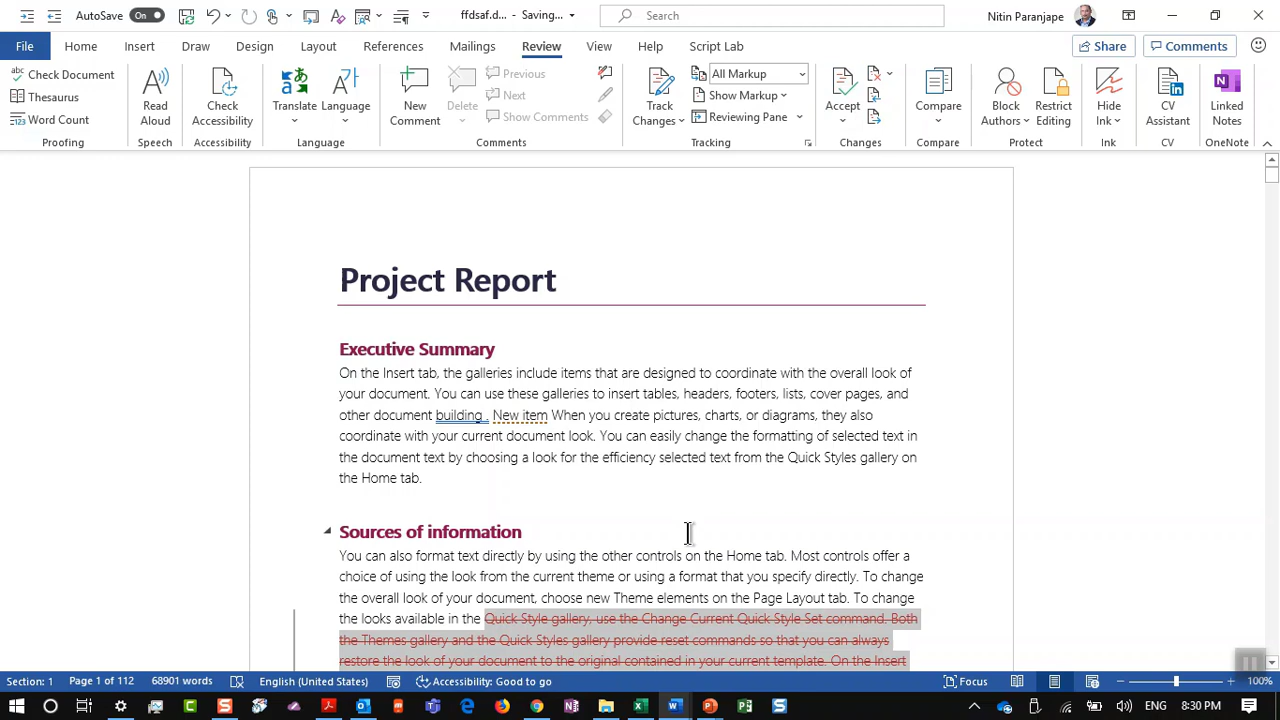 AutoSave On ffdsaf.d... - Saving... Search Nitin Paranjape
File Home Insert Draw Design Layout References Mailings Review View Help Script Lab Share Comments
Check Document
Thesaurus
Word Count
Proofing
Read Aloud
Speech
Check Accessibility
Accessibility
Translate Language
Language
New Comment Delete
Previous
Next
Show Comments
Comments
Track Changes
All Markup
Show Markup
Reviewing Pane
Tracking
Accept
Changes
Compare
Compare
Block Authors Restrict Editing
Protect
Hide Ink
Ink
CV Assistant
CV
Linked Notes
OneNote
Project Report
Executive Summary
On the Insert tab, the galleries include items that are designed to coordinate with the overall look of
your document. You can use these galleries to insert tables, headers, footers, lists, cover pages, and
other document building . New item When you create pictures, charts, or diagrams, they also
coordinate with your current document look. You can easily change the formatting of selected text in
the document text by choosing a look for the efficiency selected text from the Quick Styles gallery on
the Home tab.
Sources of information
You can also format text directly by using the other controls on the Home tab. Most controls offer a
choice of using the look from the current theme or using a format that you specify directly. To change
the overall look of your document, choose new Theme elements on the Page Layout tab. To change
the looks available in the Quick Style gallery, use the Change Current Quick Style Set command. Both
the Themes gallery and the Quick Styles gallery provide reset commands so that you can always
restore the look of your document to the original contained in your current template. On the Insert
Section: 1 Page 1 of 112 68901 words English (United States) Accessibility: Good to go Focus 100%
ENG 8:30 PM